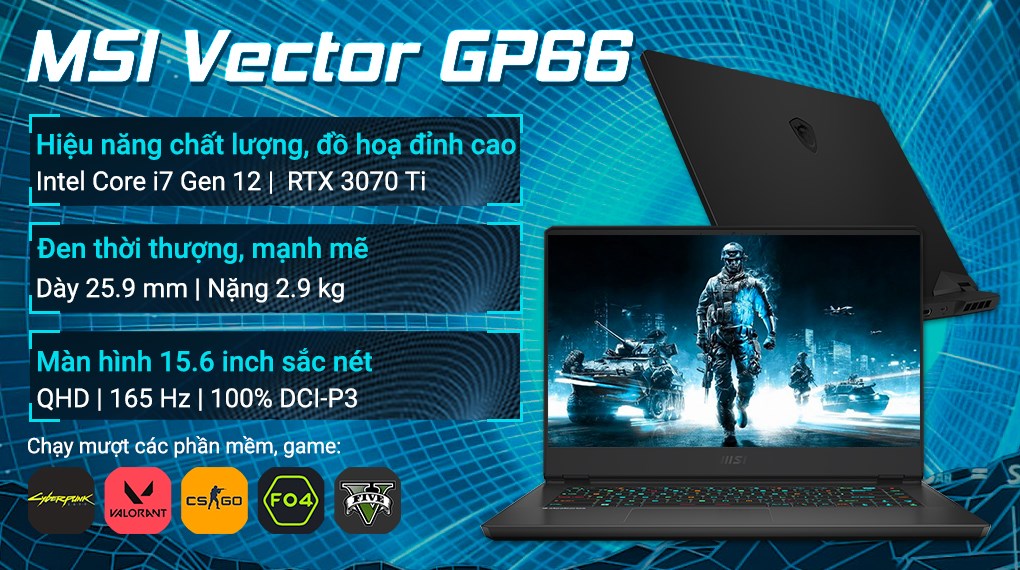 MSI Vector GP66
Hiệu năng chất lượng, đồ hoạ đỉnh cao
Intel Core i7 Gen 12 | RTX 3070 Ti
Đen thời thượng, mạnh mẽ
Dày 25.9 mm | Nặng 2.9 kg
Màn hình 15.6 inch sắc nét
QHD | 165 Hz | 100% DCI-P3
Chạy mượt các phần mềm, game:
CYBERPUNK
VALORANT
CS GO
FO4
V FIVE
MSI